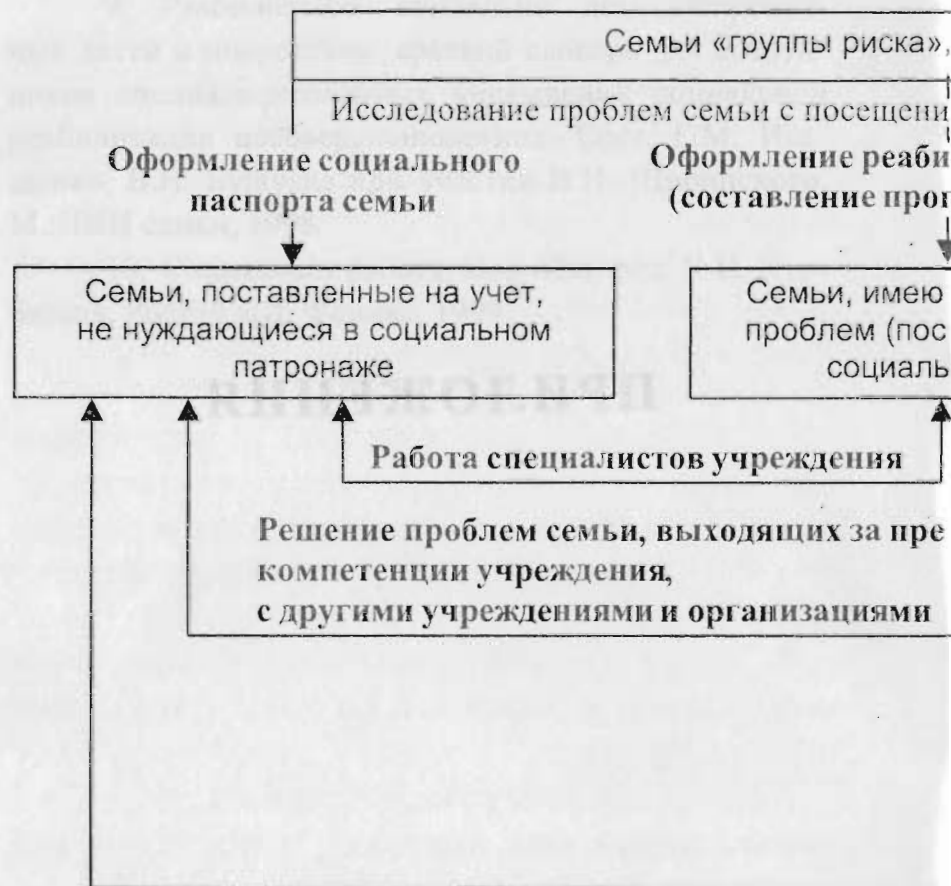 Семьи «группы риска»,
Исследование проблем семьи с посещени
Оформление социального
паспорта семьи
Оформление реаби
(составление прог
Семьи, поставленные на учет,
не нуждающиеся в социальном
патронаже
Семьи, имею
проблем (пос
социаль
ПРИЛОЖЕНИЯ
Работа специалистов учреждения
Решение проблем семьи, выходящих за пре
компетенции учреждения,
с другими учреждениями и организациями